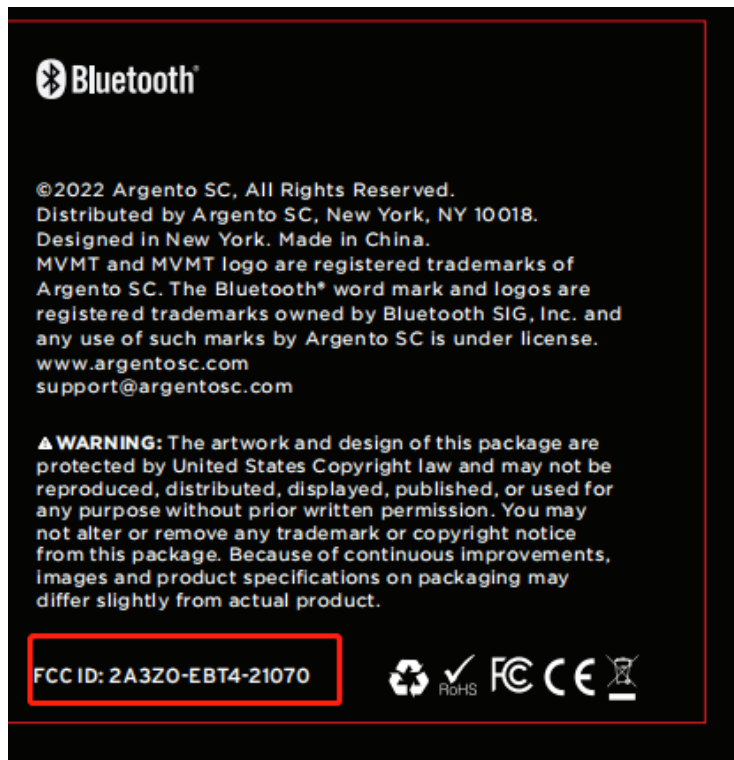 Bluetooth®
©2022 Argento SC, All Rights Reserved.
Distributed by Argento SC, New York, NY 10018.
Designed in New York. Made in China.
MVMT and MVMT logo are registered trademarks of
Argento SC. The Bluetooth® word mark and logos are
registered trademarks owned by Bluetooth SIG, Inc. and
any use of such marks by Argento SC is under license.
www.argentosc.com
support@argentosc.com
WARNING: The artwork and design of this package are
protected by United States Copyright law and may not be
reproduced, distributed, displayed, published, or used for
any purpose without prior written permission. You may
not alter or remove any trademark or copyright notice
from this package. Because of continuous improvements,
images and product specifications on packaging may
differ slightly from actual product.
FCC ID: 2A3ZO-EBT4-21070
RoHS FC CE